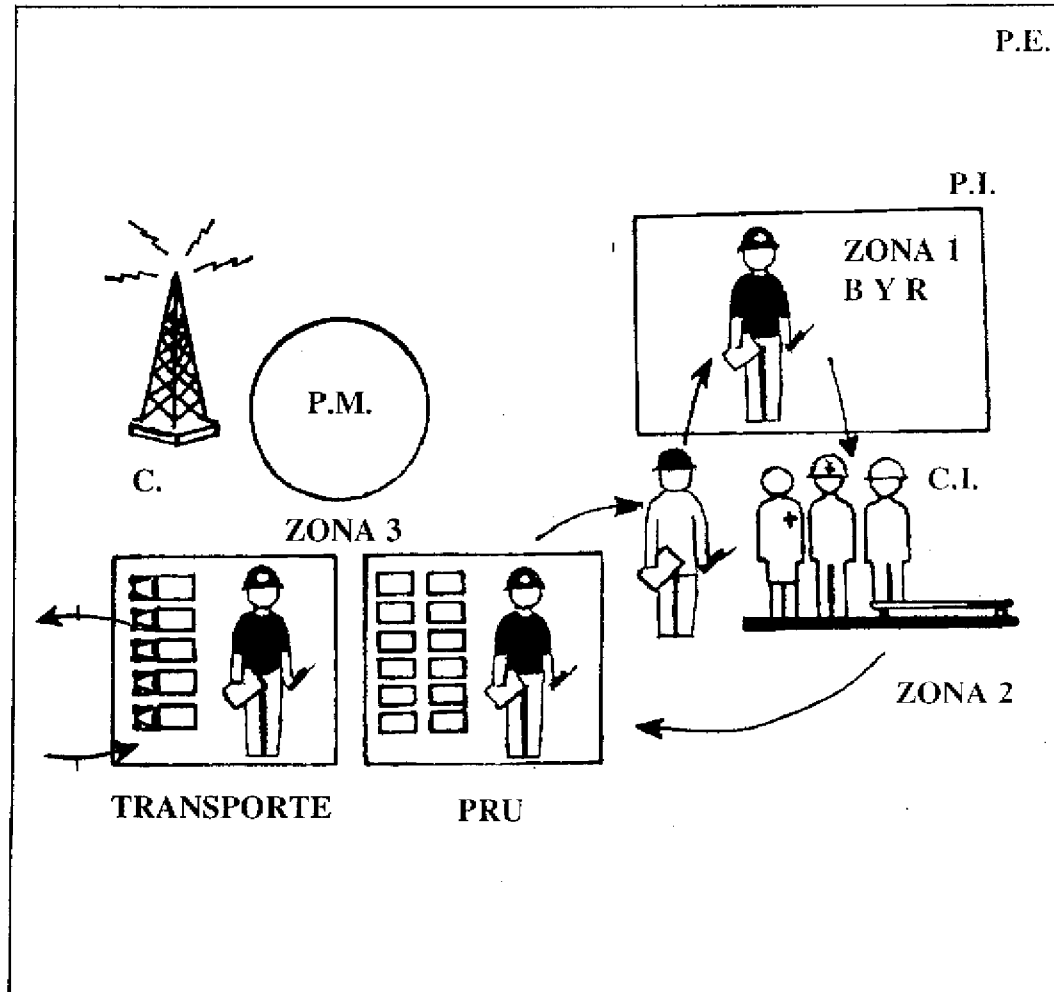 P.E.
P.I.
ZONA 1
B Y R
P.M.
C.
C.I.
ZONA 3
ZONA 2
TRANSPORTE
PRU